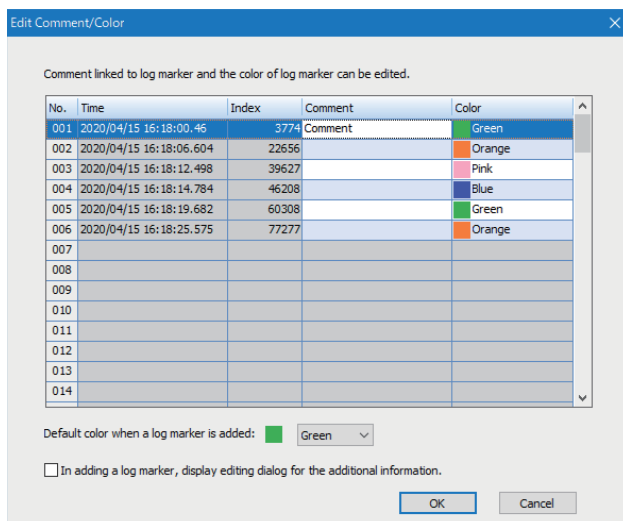 Edit Comment/Color
Comment linked to log marker and the color of log marker can be edited.
No. Time Index Comment Color
001 2020/04/15 16:18:00.46 3774 Comment Green
002 2020/04/15 16:18:06.604 22656 Orange
003 2020/04/15 16:18:12.498 39627 Pink
004 2020/04/15 16:18:14.784 46208 Blue
005 2020/04/15 16:18:19.682 60308 Green
006 2020/04/15 16:18:25.575 77277 Orange
007
008
009
010
011
012
013
014
Default color when a log marker is added: Green
In adding a log marker, display editing dialog for the additional information.
OK Cancel